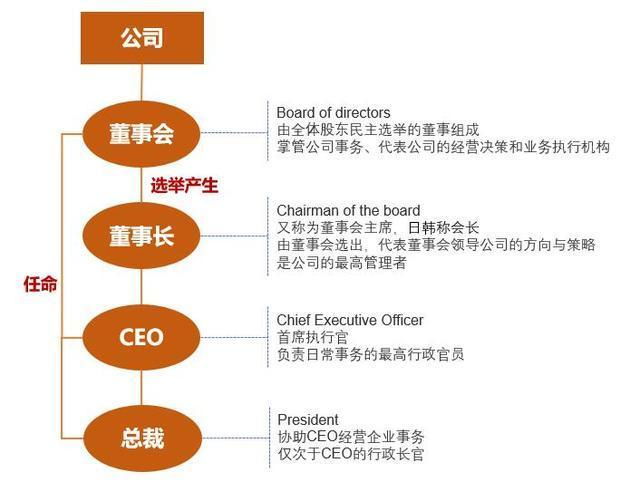 公司
董事会
Board of directors
由全体股东民主选举的董事组成
掌管公司事务、代表公司的经营决策和业务执行机构
选举产生
董事长
Chairman of the board
又称为董事会主席，日韩称会长
由董事会选出，代表董事会领导公司的方向与策略
是公司的最高管理者
任命
CEO
Chief Executive Officer
首席执行官
负责日常事务的最高行政官员
总裁
President
协助CEO经营企业事务
仅次于CEO的行政长官